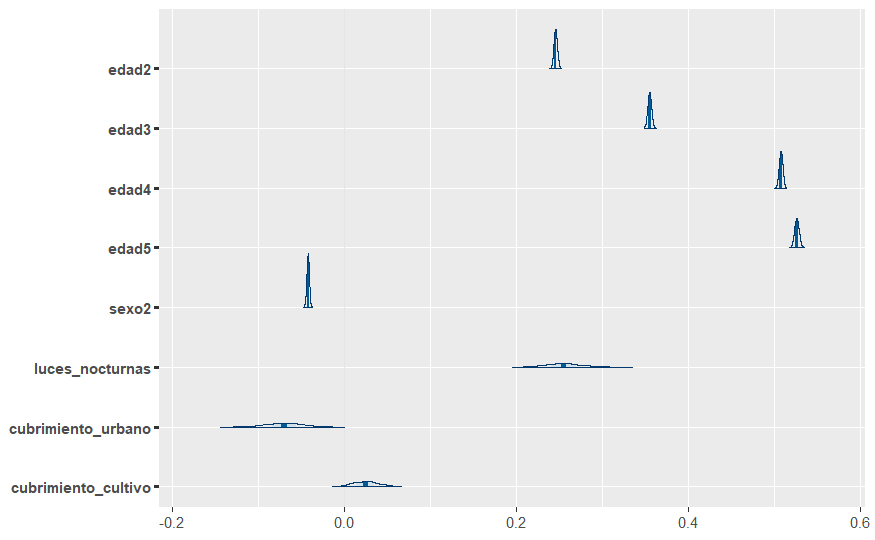 edad2
edad3
edad4
edad5
sexo2
luces_nocturnas
cubrimiento_urbano
cubrimiento_cultivo
-0.2 0.0 0.2 0.4 0.6